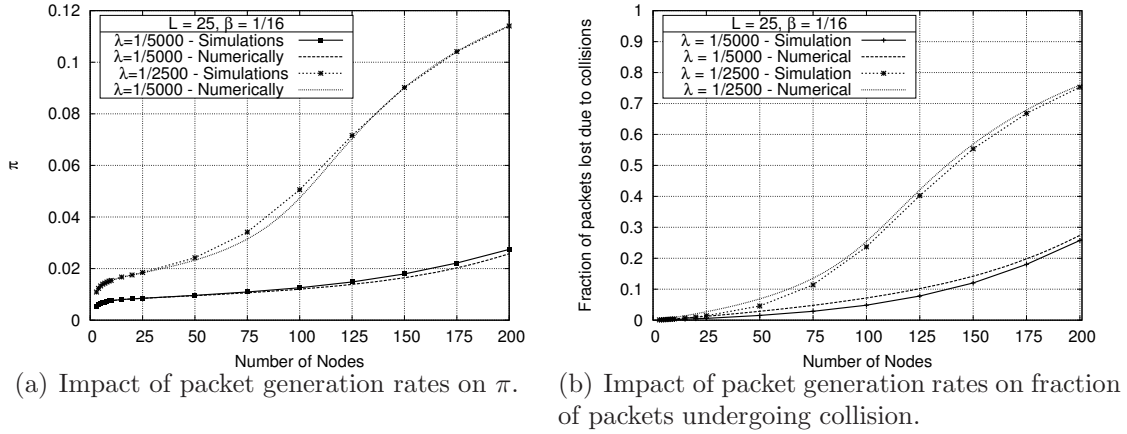 L = 25, β = 1/16
λ=1/5000 - Simulations
λ=1/5000 - Numerically
λ=1/2500 - Simulations
λ=1/5000 - Numerically
0.12
0.1
0.08
0.06
0.04
0.02
0
π
0 25 50 75 100 125 150 175 200
Number of Nodes
(a) Impact of packet generation rates on π.
L = 25, β = 1/16
λ = 1/5000 - Simulation
λ = 1/5000 - Numerical
λ = 1/2500 - Simulation
λ = 1/2500 - Numerical
1
0.9
0.8
0.7
0.6
0.5
0.4
0.3
0.2
0.1
0
Fraction of packets lost due to collisions
0 25 50 75 100 125 150 175 200
Number of Nodes
(b) Impact of packet generation rates on fraction
of packets undergoing collision.